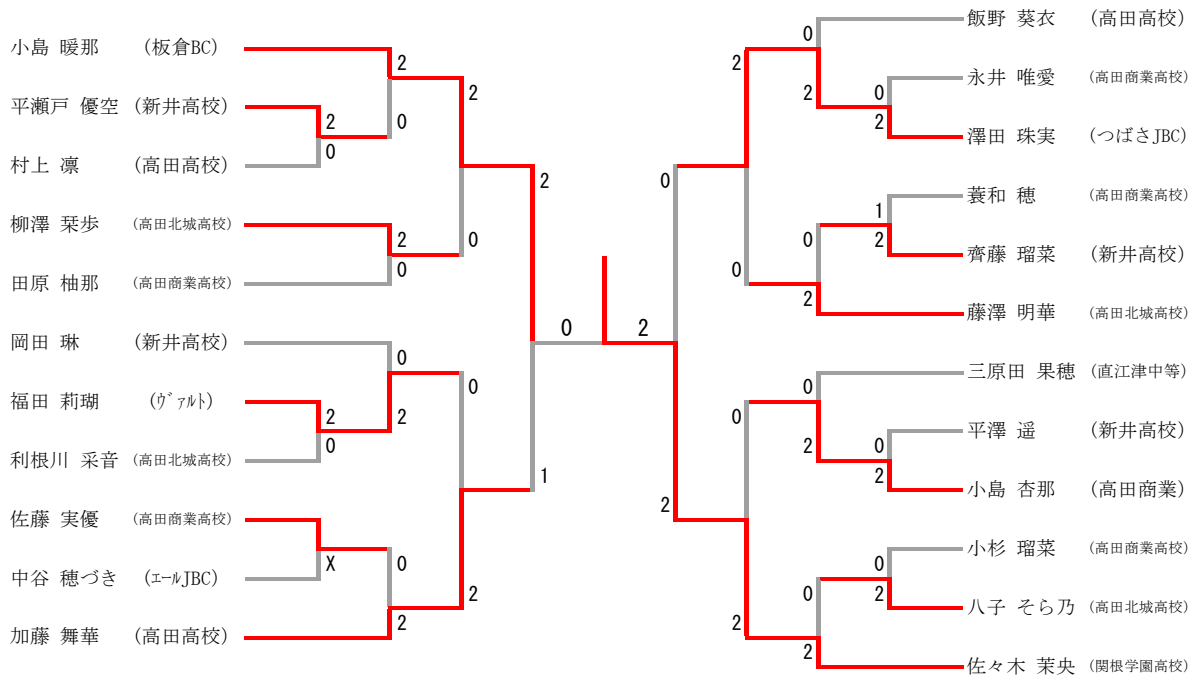 小島 暖那 (板倉BC)
平瀬戸 優空 (新井高校)
村上 凛 (高田高校)
柳澤 栞歩 (高田北城高校)
田原 柚那 (高田商業高校)
岡田 琳 (新井高校)
福田 莉瑚 (ヴァルト)
利根川 采音 (高田北城高校)
佐藤 実優 (高田商業高校)
中谷 穂づき (エールJBC)
加藤 舞華 (高田高校)
2
2
2
0
0
2
2
0
0
0
2
0
2
2
0
X
0
2
1
2
0
2
0
2
0
2
2
0
2
0
1
2
0
2
0
2
0
2
0
2
2
0
2
0
2
飯野 葵衣 (高田高校)
永井 唯愛 (高田商業高校)
澤田 珠実 (つばさJBC)
蓑和 穂 (高田商業高校)
齊藤 瑠菜 (新井高校)
藤澤 明華 (高田北城高校)
三原田 果穂 (直江津中等)
平澤 遥 (新井高校)
小島 杏那 (高田商業)
小杉 瑠菜 (高田商業高校)
八子 そら乃 (高田北城高校)
佐々木 茉央 (関根学園高校)